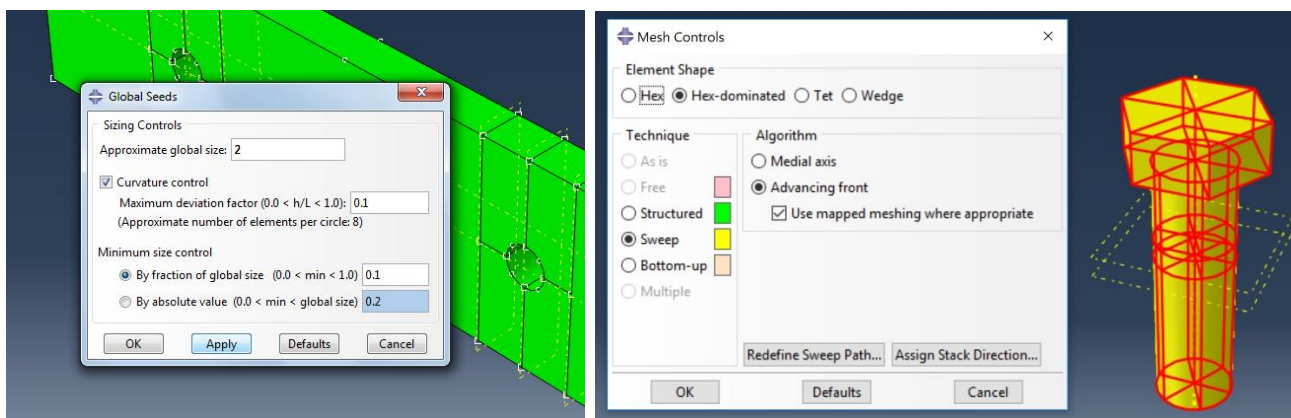 Global Seeds
Sizing Controls
Approximate global size: 2
Curvature control
Maximum deviation factor (0.0 < h/L < 1.0): 0.1
(Approximate number of elements per circle: 8)
Minimum size control
By fraction of global size (0.0 < min < 1.0) 0.1
By absolute value (0.0 < min < global size) 0.2
OK Apply Defaults Cancel
Mesh Controls
Element Shape
Hex Hex-dominated Tet Wedge
Technique
As is
Free
Structured
Sweep
Bottom-up
Multiple
Algorithm
Medial axis
Advancing front
Use mapped meshing where appropriate
Redefine Sweep Path... Assign Stack Direction...
OK Defaults Cancel